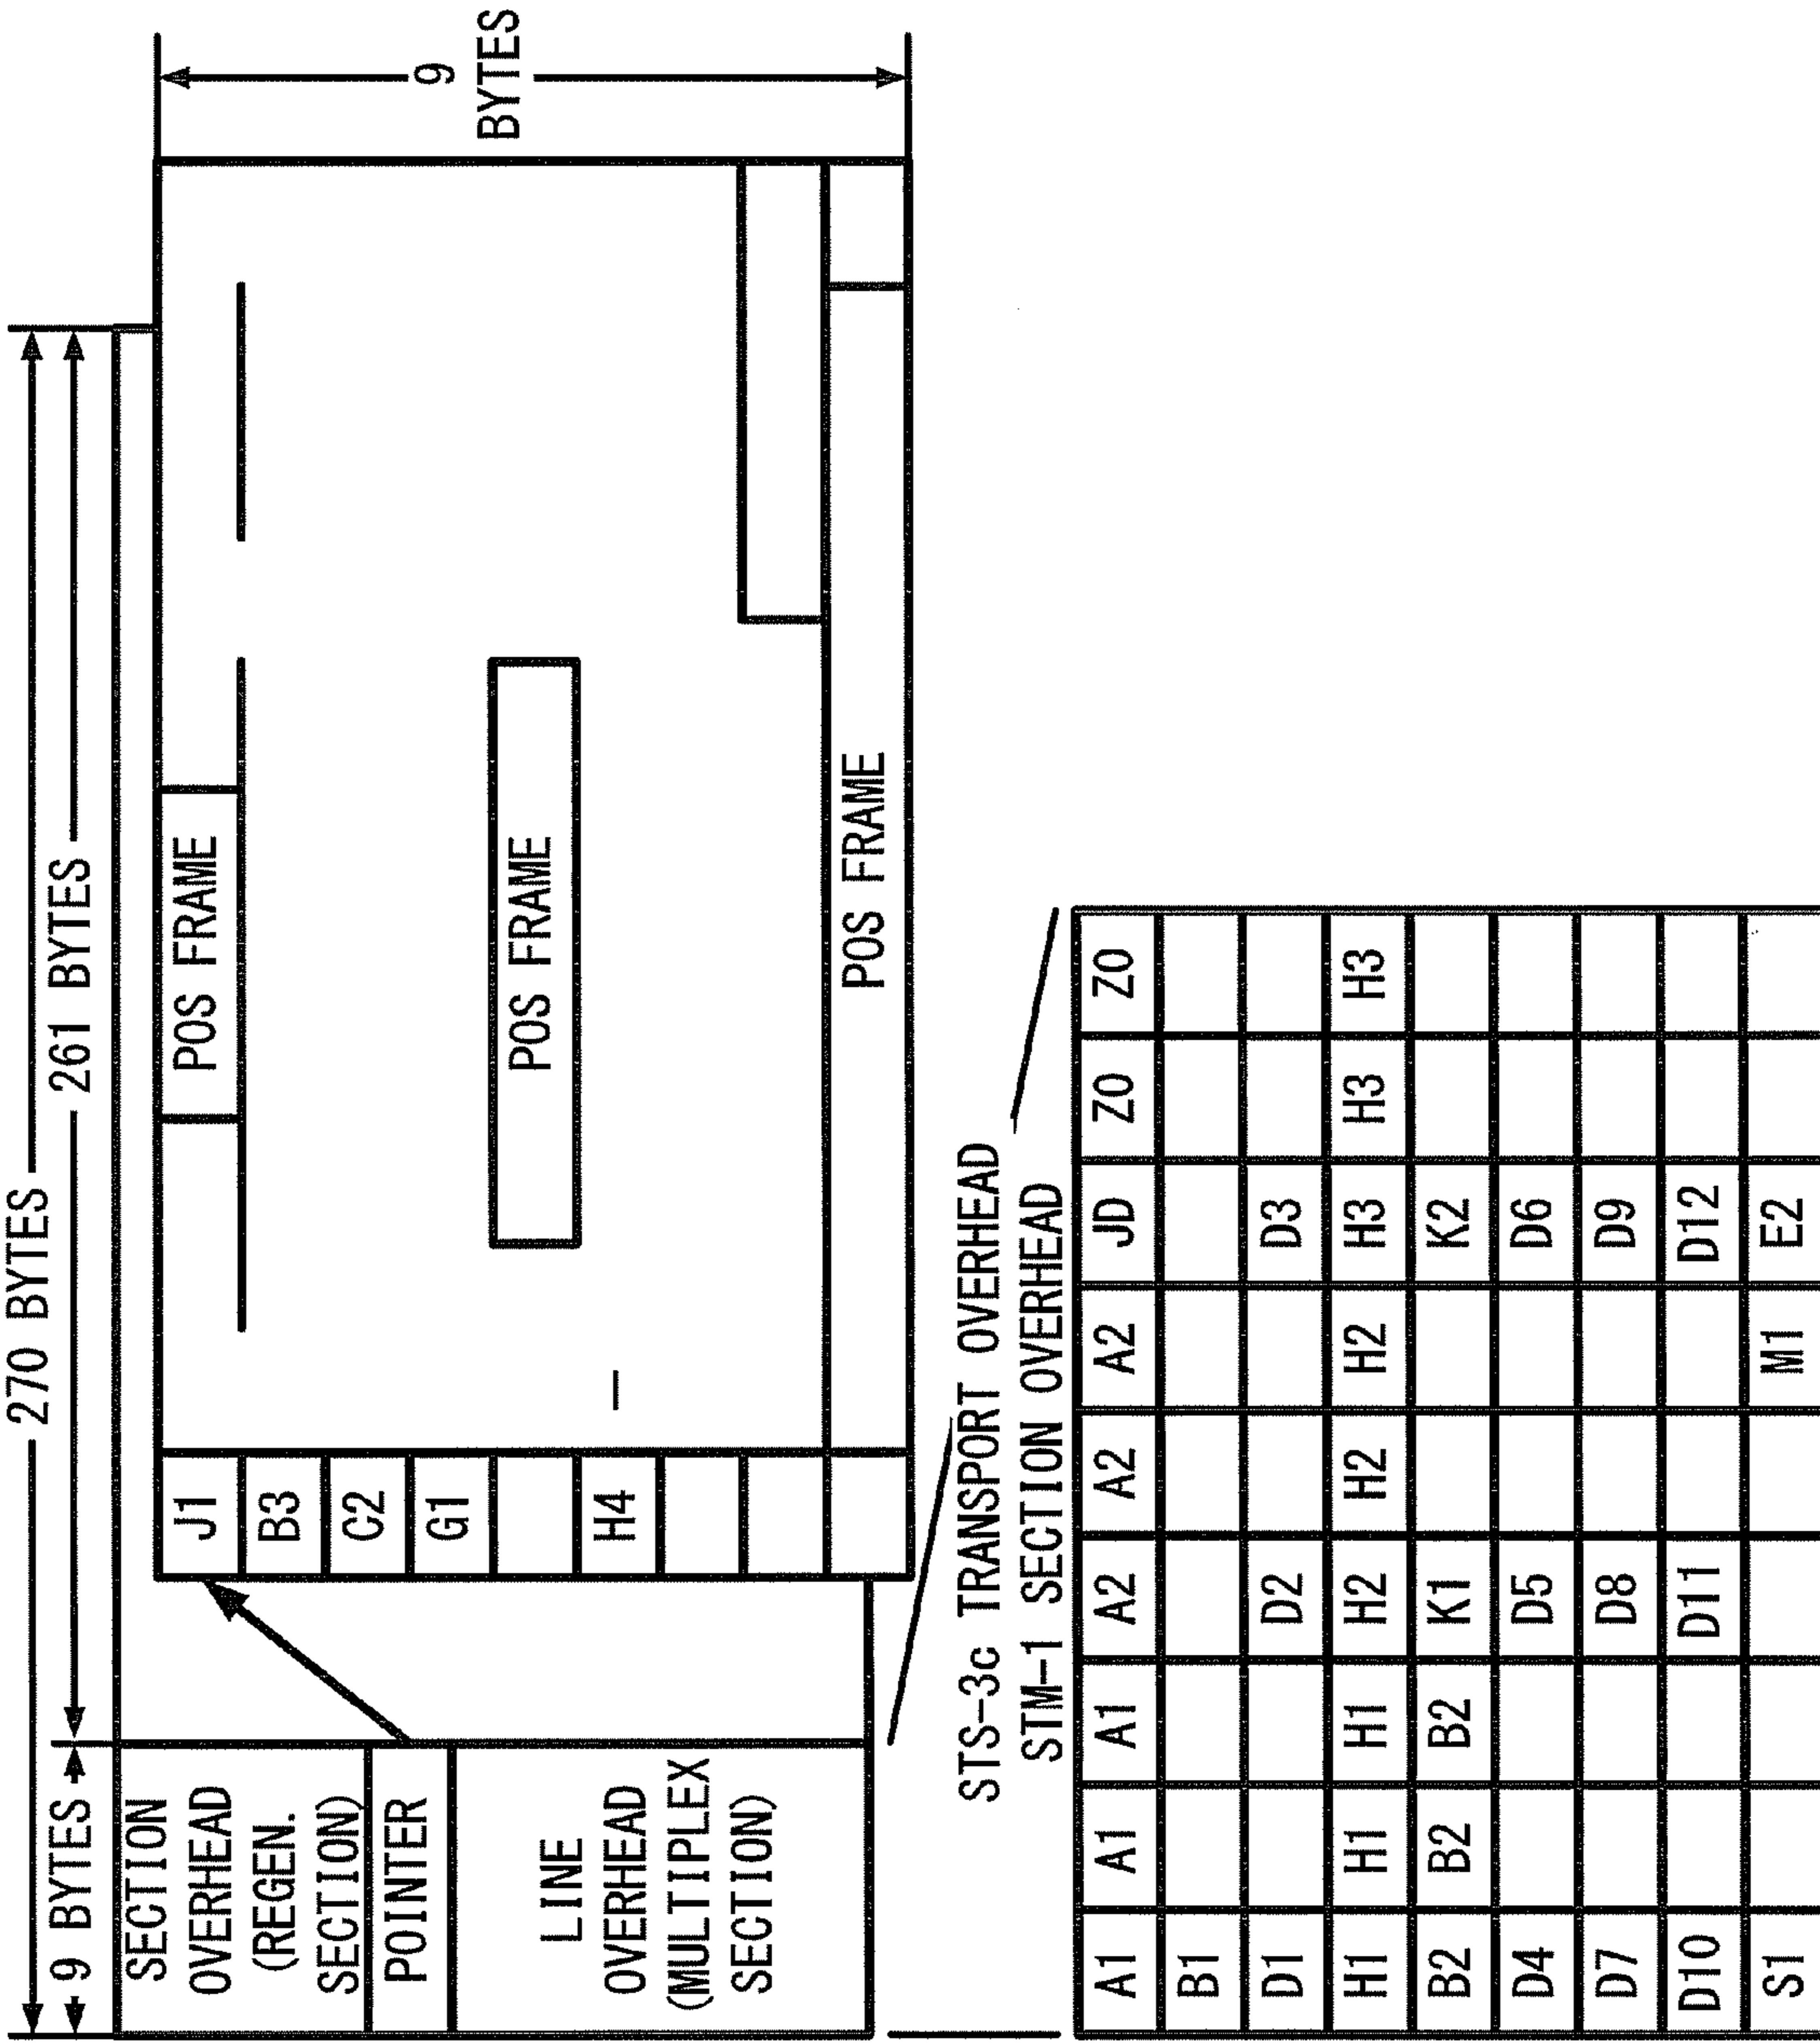 270 BYTES
9 BYTES
261 BYTES
SECTION
OVERHEAD
(REGEN.
SECTION)
POINTER
LINE
OVERHEAD
(MULTIPLEX
SECTION)
J1
B3
C2
G1
H4
POS FRAME
POS FRAME
POS FRAME
9
BYTES
STS-3c TRANSPORT OVERHEAD
STM-1 SECTION OVERHEAD
A1 A1 A1 A2 A2 A2 JD Z0 Z0
B1
D1 D2 D3
H1 H1 H1 H2 H2 H2 H3 H3 H3
B2 B2 B2 K1 K2
D4 D5 D6
D7 D8 D9
D10 D11 D12
S1 M1 E2